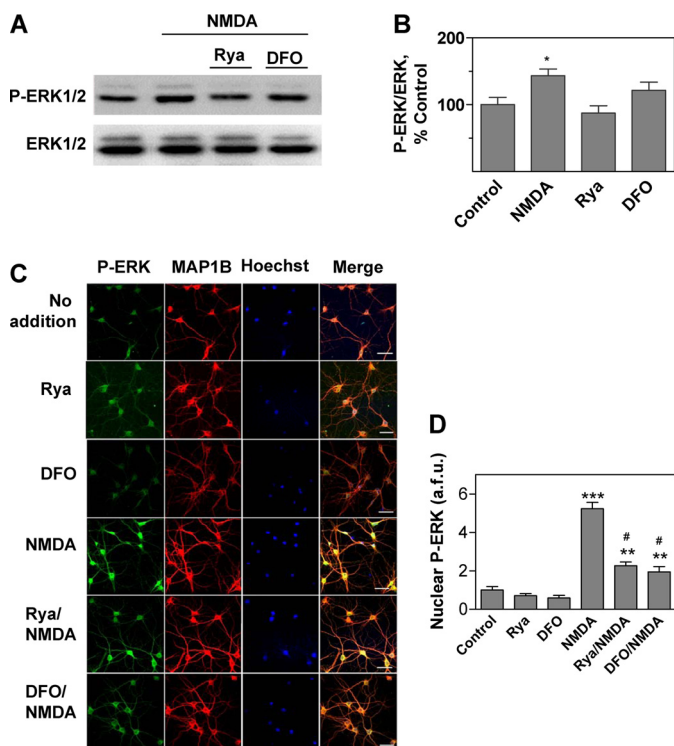 A
NMDA
Rya DFO
P-ERK1/2
ERK1/2
B
P-ERK/ERK,
% Control
200
100
0
*
Control
NMDA
Rya
DFO
C
P-ERK MAP1B Hoechst Merge
No
addition
Rya
DFO
NMDA
Rya/
NMDA
DFO/
NMDA
D
Nuclear P-ERK (a.f.u.)
6
4
2
0
***
#
**
#
**
Control
Rya
DFO
NMDA
Rya/NMDA
DFO/NMDA